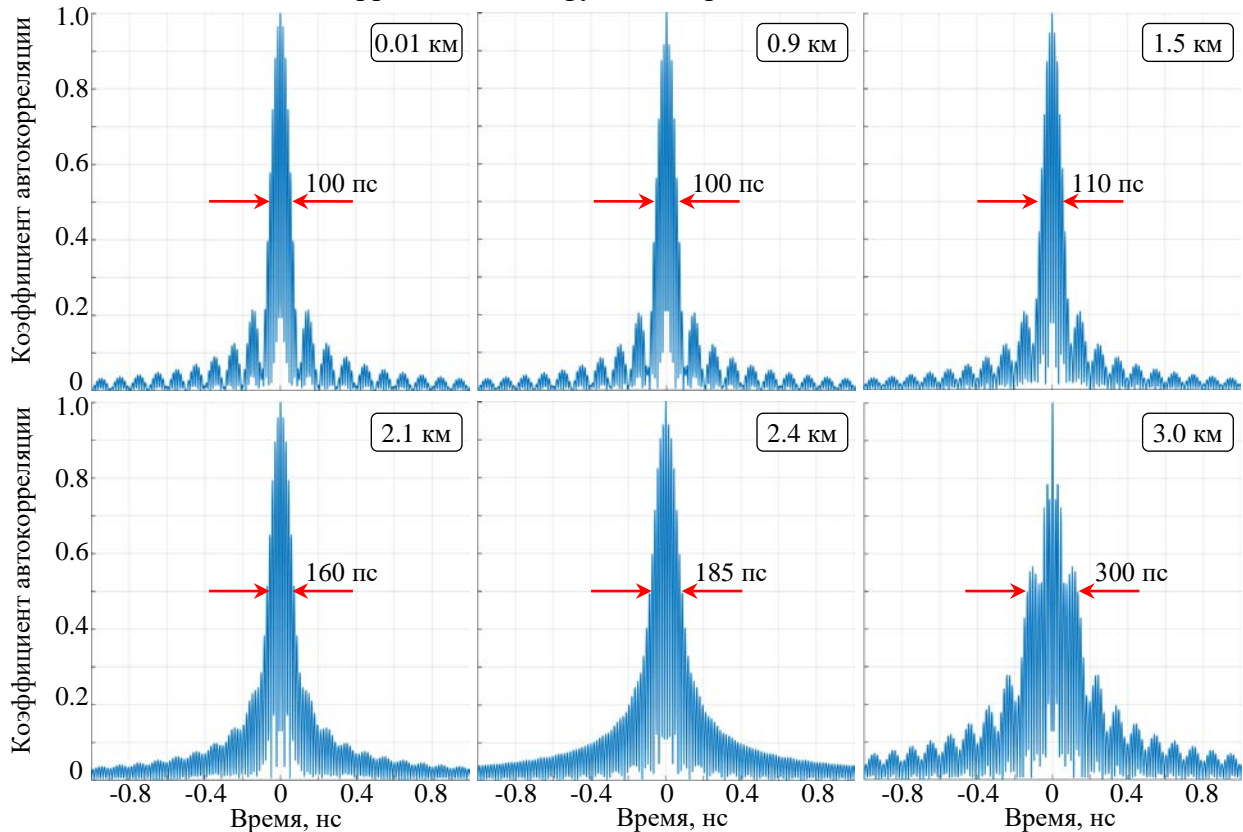 1.0
0.8
0.6
0.4
0.2
0
Коэффициент автокорреляции
0.01 км
100 пс
0.9 км
100 пс
1.5 км
110 пс
1.0
0.8
0.6
0.4
0.2
0
Коэффициент автокорреляции
2.1 км
160 пс
2.4 км
185 пс
3.0 км
300 пс
-0.8 -0.4 0 0.4 0.8
-0.8 -0.4 0 0.4 0.8
-0.8 -0.4 0 0.4 0.8
Время, нс
Время, нс
Время, нс